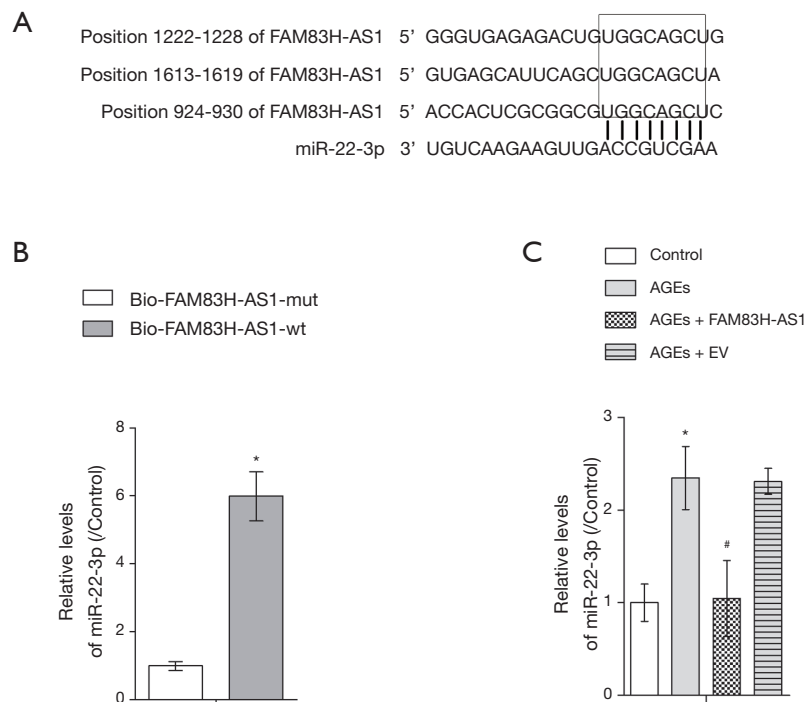 A
Position 1222-1228 of FAM83H-AS1 5’ GGGUGAGAGACUGUGGCAGCUG
Position 1613-1619 of FAM83H-AS1 5’ GUGAGCAUUCAGCUGGCAGCUA
Position 924-930 of FAM83H-AS1 5’ ACCACUCGCGGCGUGGCAGCUC
miR-22-3p 3’ UGUCAAGAAGUUGACCGUCGAA
B
Bio-FAM83H-AS1-mut
Bio-FAM83H-AS1-wt
Relative levels
of miR-22-3p (/Control)
8
6
4
2
0
*
C
Control
AGEs
AGEs + FAM83H-AS1
AGEs + EV
Relative levels
of miR-22-3p (/Control)
3
2
1
0
*
#